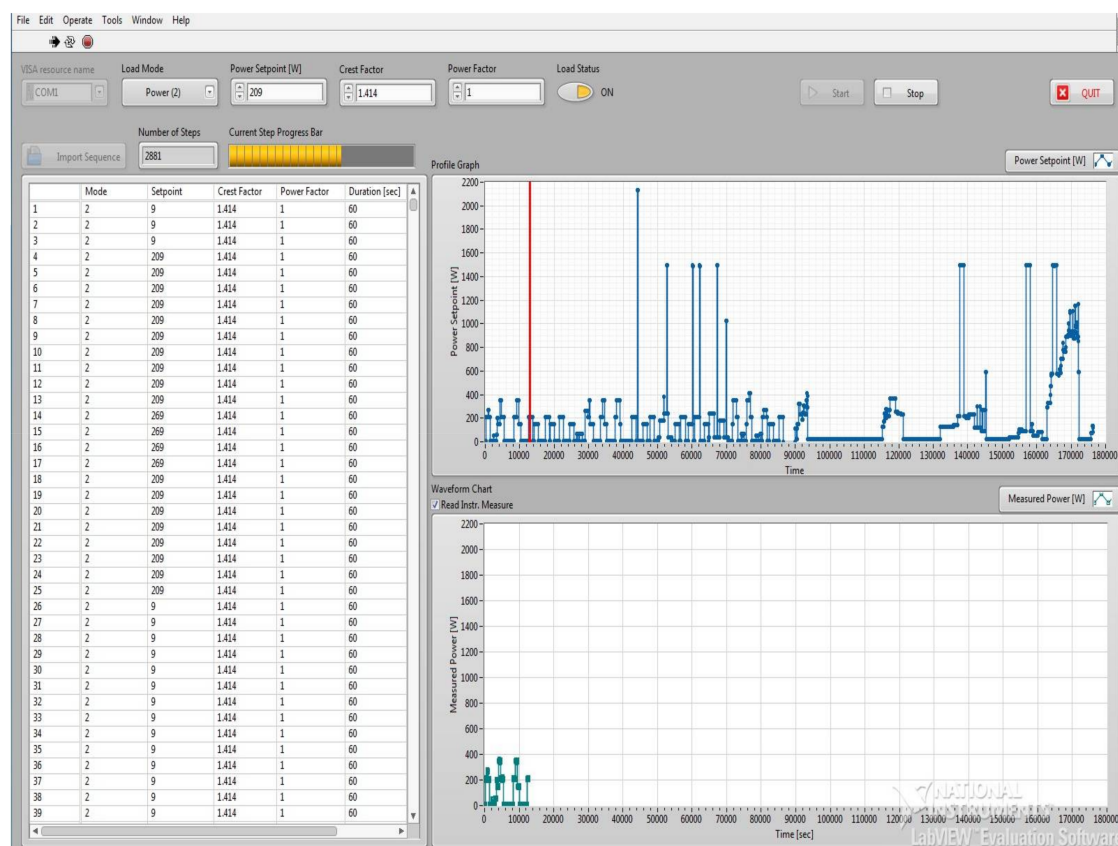 File Edit Operate Tools Window Help
VISA resource name Load Mode Power Setpoint [W] Crest Factor Power Factor Load Status
COM1 Power (2) 209 1.414 1 ON Start Stop QUIT
Number of Steps Current Step Progress Bar
Import Sequence 2881
Profile Graph Power Setpoint [W]
Mode Setpoint Crest Factor Power Factor Duration [sec]
1 2 9 1.414 1 60
2 2 9 1.414 1 60
3 2 9 1.414 1 60
4 2 209 1.414 1 60
5 2 209 1.414 1 60
6 2 209 1.414 1 60
7 2 209 1.414 1 60
8 2 209 1.414 1 60
9 2 209 1.414 1 60
10 2 209 1.414 1 60
11 2 209 1.414 1 60
12 2 209 1.414 1 60
13 2 209 1.414 1 60
14 2 269 1.414 1 60
15 2 269 1.414 1 60
16 2 269 1.414 1 60
17 2 269 1.414 1 60
18 2 209 1.414 1 60
19 2 209 1.414 1 60
20 2 209 1.414 1 60
21 2 209 1.414 1 60
22 2 209 1.414 1 60
23 2 209 1.414 1 60
24 2 209 1.414 1 60
25 2 209 1.414 1 60
26 2 9 1.414 1 60
27 2 9 1.414 1 60
28 2 9 1.414 1 60
29 2 9 1.414 1 60
30 2 9 1.414 1 60
31 2 9 1.414 1 60
32 2 9 1.414 1 60
33 2 9 1.414 1 60
34 2 9 1.414 1 60
35 2 9 1.414 1 60
36 2 9 1.414 1 60
37 2 9 1.414 1 60
38 2 9 1.414 1 60
39 2 9 1.414 1 60
Power Setpoint [W]
2200
2000
1800
1600
1400
1200
1000
800
600
400
200
0
0 10000 20000 30000 40000 50000 60000 70000 80000 90000 100000 110000 120000 130000 140000 150000 160000 170000 180000
Time
Waveform Chart
Read Instr. Measure Measured Power [W]
Measured Power [W]
2200
2000
1800
1600
1400
1200
1000
800
600
400
200
0
0 10000 20000 30000 40000 50000 60000 70000 80000 90000 100000 110000 120000 130000 140000 150000 160000 170000 180000
Time [sec]
NATIONAL
INSTRUMENTS
LabVIEW Evaluation Software